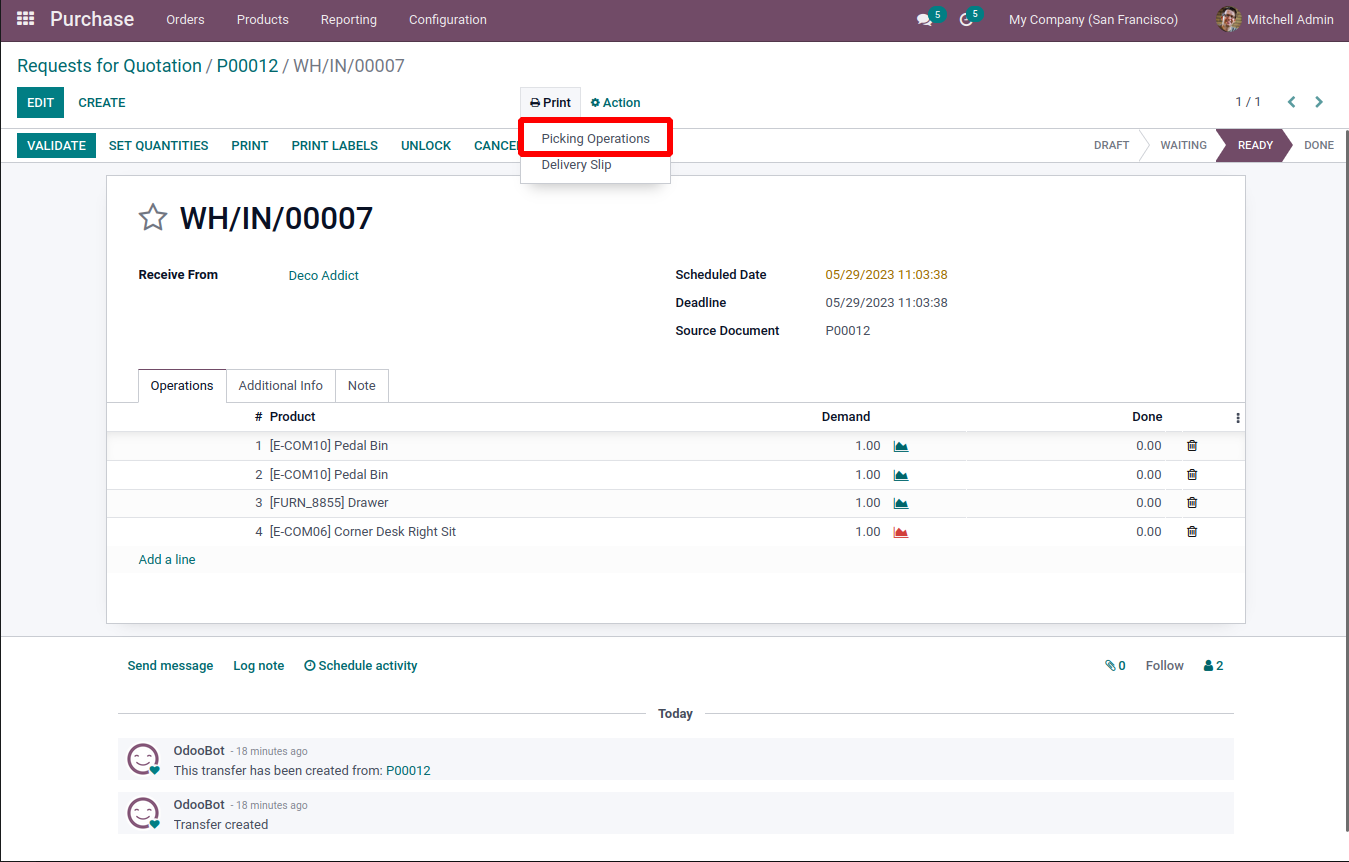 Purchase Orders Products Reporting Configuration 5 5 My Company (San Francisco) Mitchell Admin
Requests for Quotation / P00012 / WH/IN/00007
EDIT CREATE Print Action 1 / 1
VALIDATE SET QUANTITIES PRINT PRINT LABELS UNLOCK CANCEL DRAFT WAITING READY DONE
Picking Operations
Delivery Slip
WH/IN/00007
Receive From Deco Addict
Scheduled Date 05/29/2023 11:03:38
Deadline 05/29/2023 11:03:38
Source Document P00012
Operations Additional Info Note
# Product Demand Done
1 [E-COM10] Pedal Bin 1.00 0.00
2 [E-COM10] Pedal Bin 1.00 0.00
3 [FURN_8855] Drawer 1.00 0.00
4 [E-COM06] Corner Desk Right Sit 1.00 0.00
Add a line
Send message Log note Schedule activity 0 Follow 2
Today
OdooBot - 18 minutes ago
This transfer has been created from: P00012
OdooBot - 18 minutes ago
Transfer created